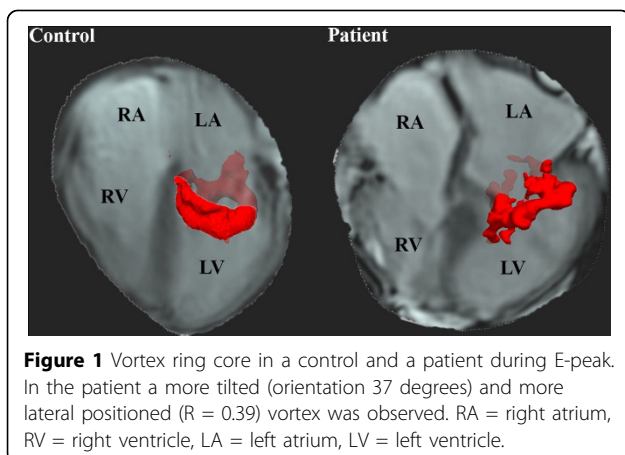 Control
Patient
RA
LA
RV
LV
RA
LA
RV
LV
Figure 1 Vortex ring core in a control and a patient during E-peak.
In the patient a more tilted (orientation 37 degrees) and more
lateral positioned (R = 0.39) vortex was observed. RA = right atrium,
RV = right ventricle, LA = left atrium, LV = left ventricle.